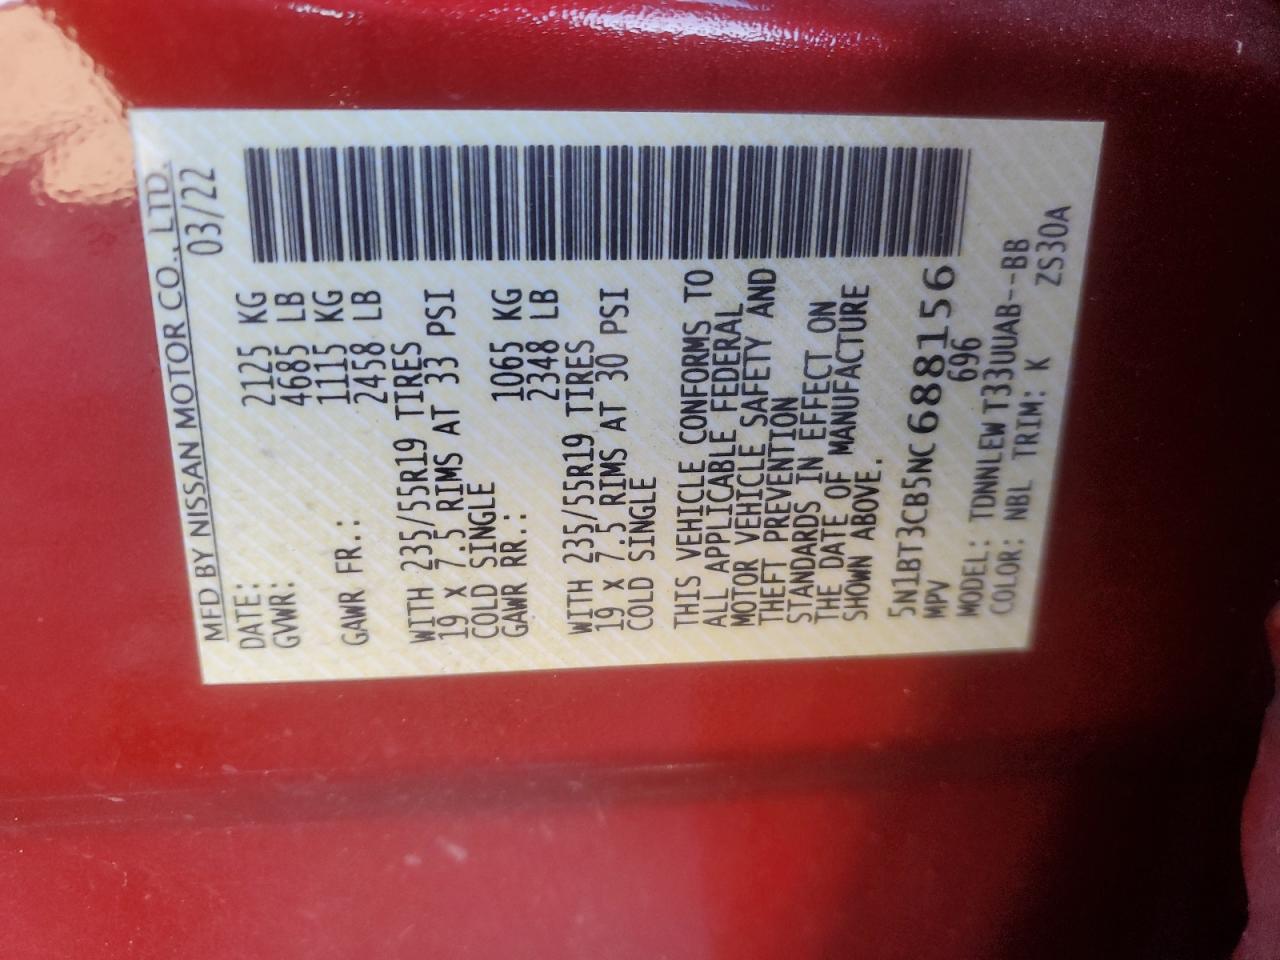 MFD BY NISSAN MOTOR CO., LTD.
DATE: 03/22
GVWR: 2125 KG
4685 LB
GAWR FR.: 1115 KG
2458 LB
WITH 235/55R19 TIRES
19 X 7.5 RIMS AT 33 PSI
COLD SINGLE
GAWR RR.: 1065 KG
2348 LB
WITH 235/55R19 TIRES
19 X 7.5 RIMS AT 30 PSI
COLD SINGLE
THIS VEHICLE CONFORMS TO
ALL APPLICABLE FEDERAL
MOTOR VEHICLE SAFETY AND
THEFT PREVENTION
STANDARDS IN EFFECT ON
THE DATE OF MANUFACTURE
SHOWN ABOVE.
5N1BT3CB5NC688156
MPV 696
MODEL: TDNNLEW T33UUAB--BB
COLOR: NBL TRIM: K ZS30A